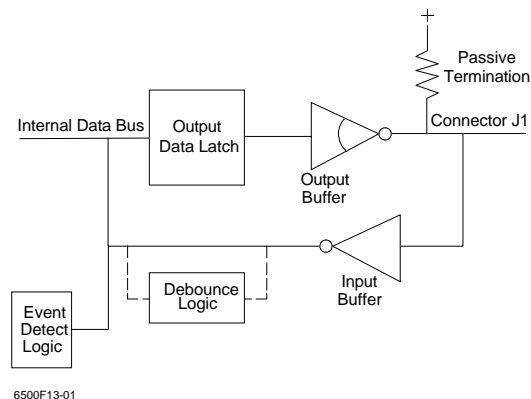 +
Passive
Termination
Internal Data Bus
Output
Data Latch
Connector J1
Output
Buffer
Debounce
Logic
Input
Buffer
Event
Detect
Logic
6500F13-01